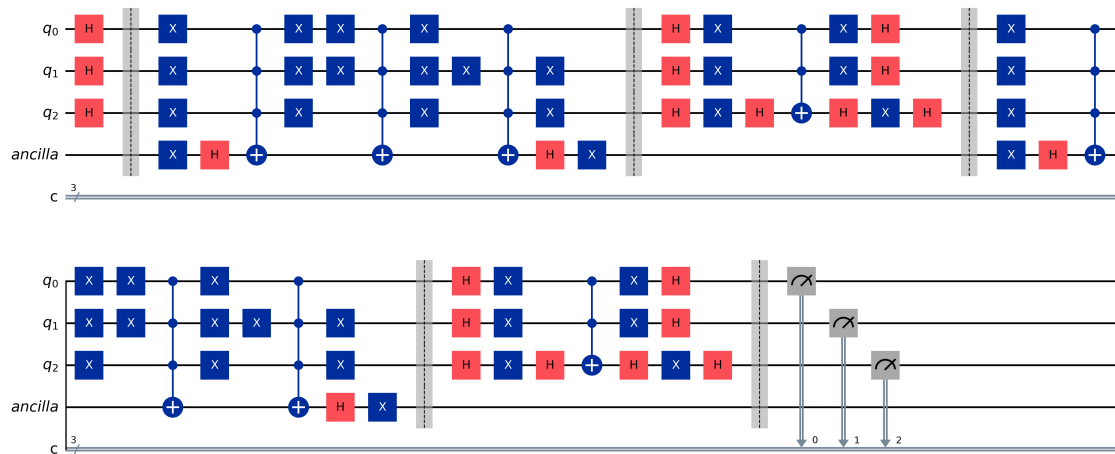 q0 H X X X X H X X H X
q1 H X X X X X X H X X H X
q2 H X X X X H X H H X H X
ancilla X H H X X H
c 3
q0 X X X H X X H
q1 X X X X X H X X H
q2 X X X H X H H X H
ancilla H X
c 3 0 1 2